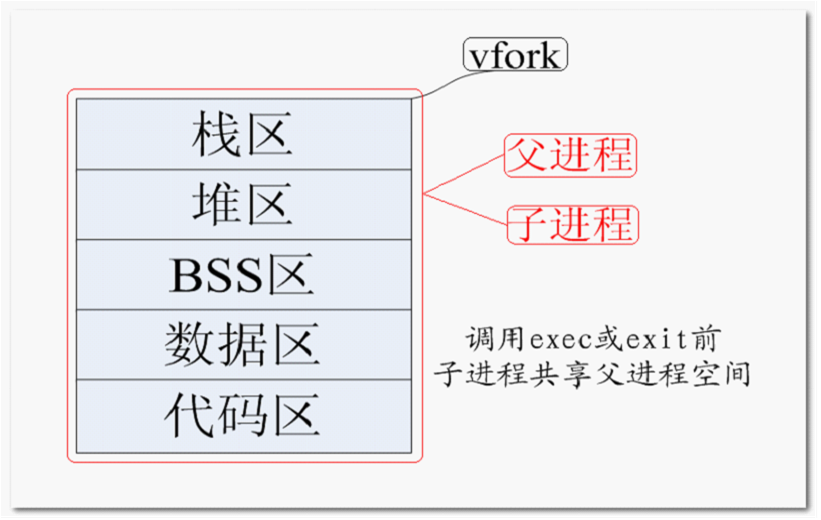 vfork
栈区
父进程
堆区
子进程
BSS区
数据区
调用exec或exit前
子进程共享父进程空间
代码区